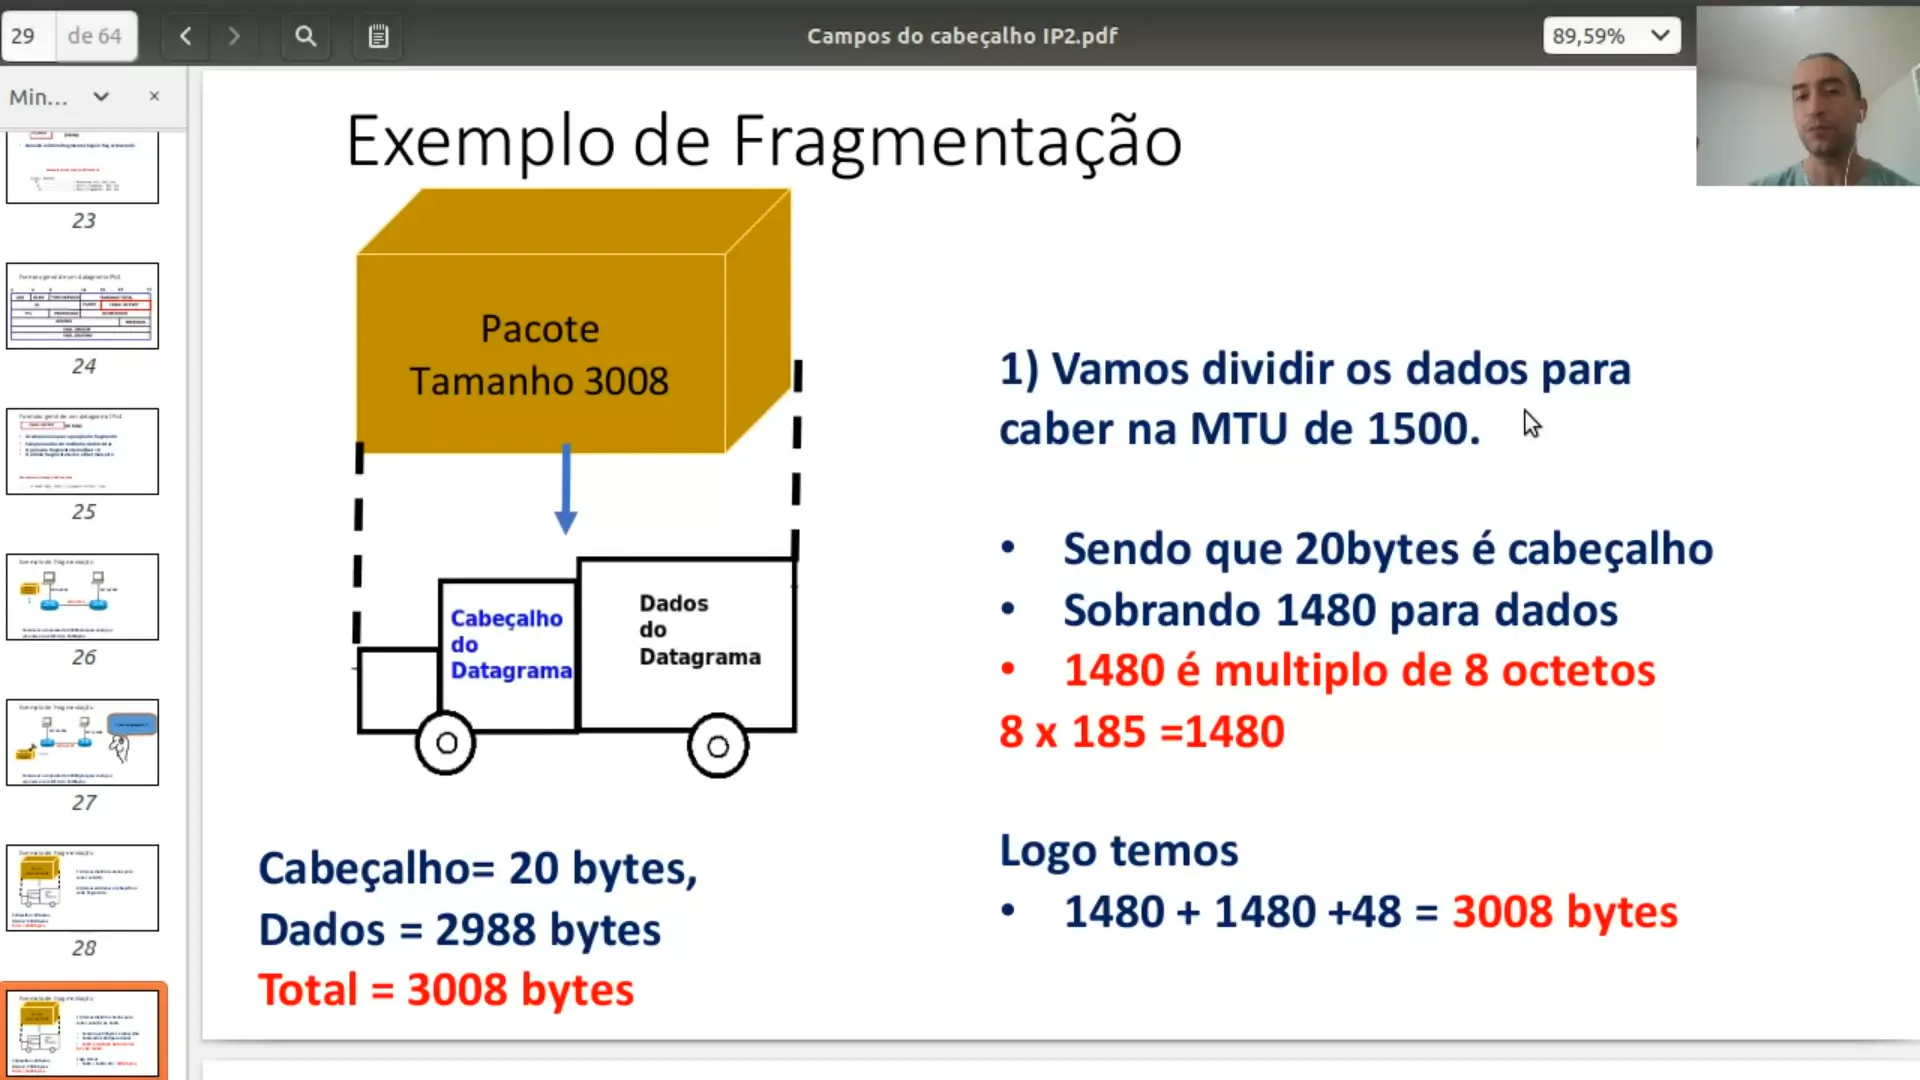 29
de 64
Campos do cabeçalho IP2.pdf
89,59%
Min...
23
24
25
26
27
28
Exemplo de Fragmentação
Pacote
Tamanho 3008
Cabeçalho
do
Datagrama
Dados
do
Datagrama
Cabeçalho= 20 bytes,
Dados = 2988 bytes
Total = 3008 bytes
1) Vamos dividir os dados para
caber na MTU de 1500.
• Sendo que 20bytes é cabeçalho
• Sobrando 1480 para dados
• 1480 é multiplo de 8 octetos
8 x 185 =1480
Logo temos
• 1480 + 1480 +48 = 3008 bytes